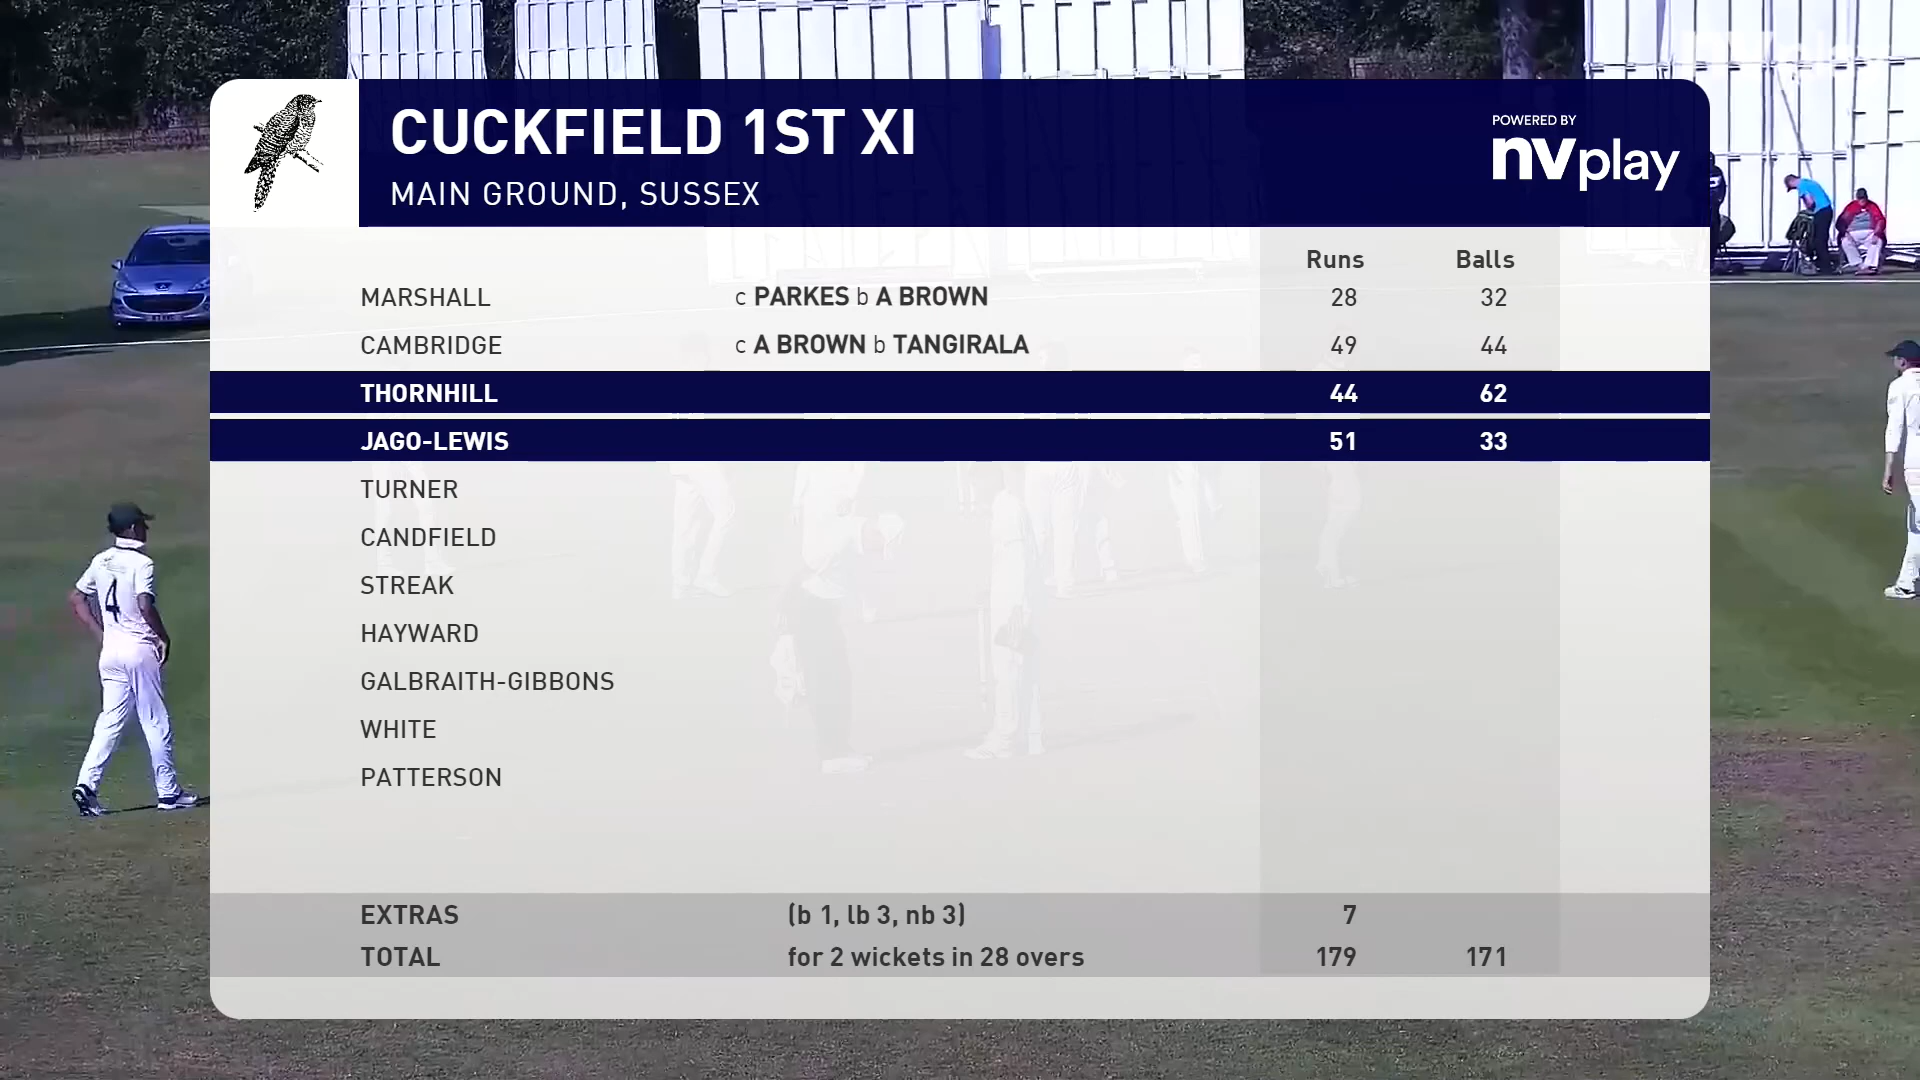 CUCKFIELD 1ST XI
MAIN GROUND, SUSSEX
POWERED BY
nvplay
Runs Balls
MARSHALL c PARKES b A BROWN 28 32
CAMBRIDGE c A BROWN b TANGIRALA 49 44
THORNHILL 44 62
JAGO-LEWIS 51 33
TURNER
CANDFIELD
STREAK
HAYWARD
GALBRAITH-GIBBONS
WHITE
PATTERSON
EXTRAS (b 1, lb 3, nb 3) 7
TOTAL for 2 wickets in 28 overs 179 171
4